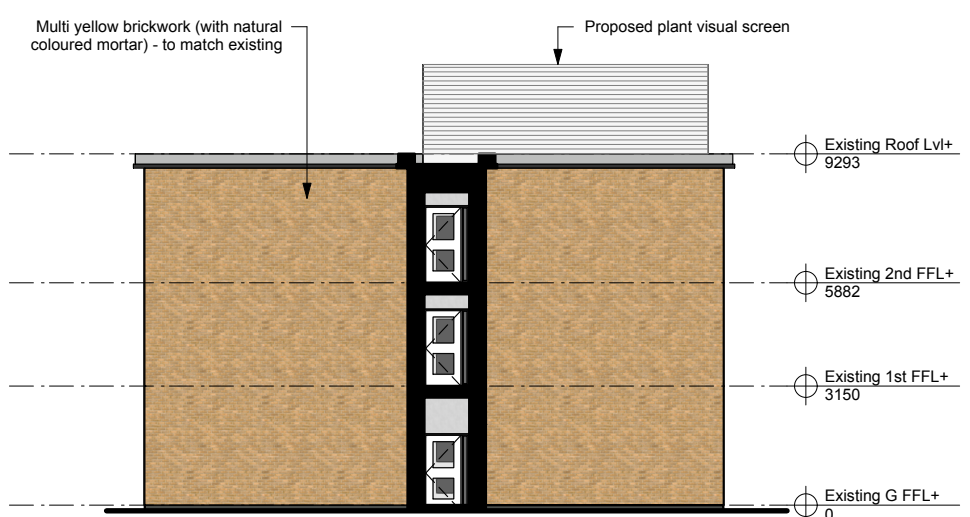 Multi yellow brickwork (with natural
coloured mortar) - to match existing
Proposed plant visual screen
Existing Roof Lvl+
9293
Existing 2nd FFL+
5882
Existing 1st FFL+
3150
Existing G FFL+
0